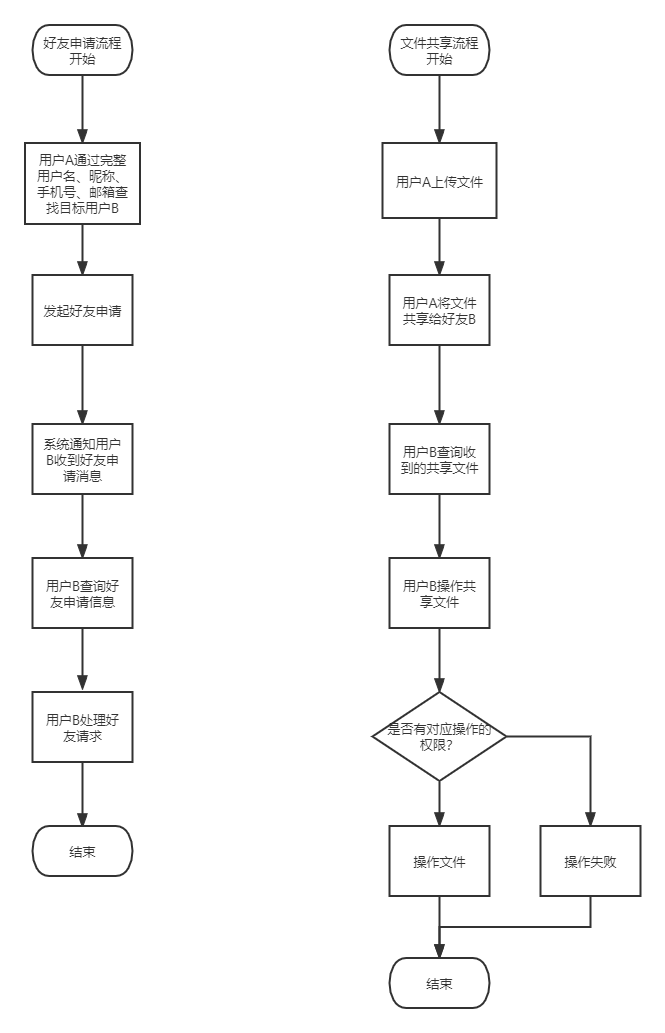 好友申请流程
开始
用户A通过完整
用户名、昵称、
手机号、邮箱查
找目标用户B
发起好友申请
系统通知用户
B收到好友申
请消息
用户B查询好
友申请信息
用户B处理好
友请求
结束
文件共享流程
开始
用户A上传文件
用户A将文件
共享给好友B
用户B查询收
到的共享文件
用户B操作共
享文件
是否有对应操作的
权限？
操作文件
操作失败
结束